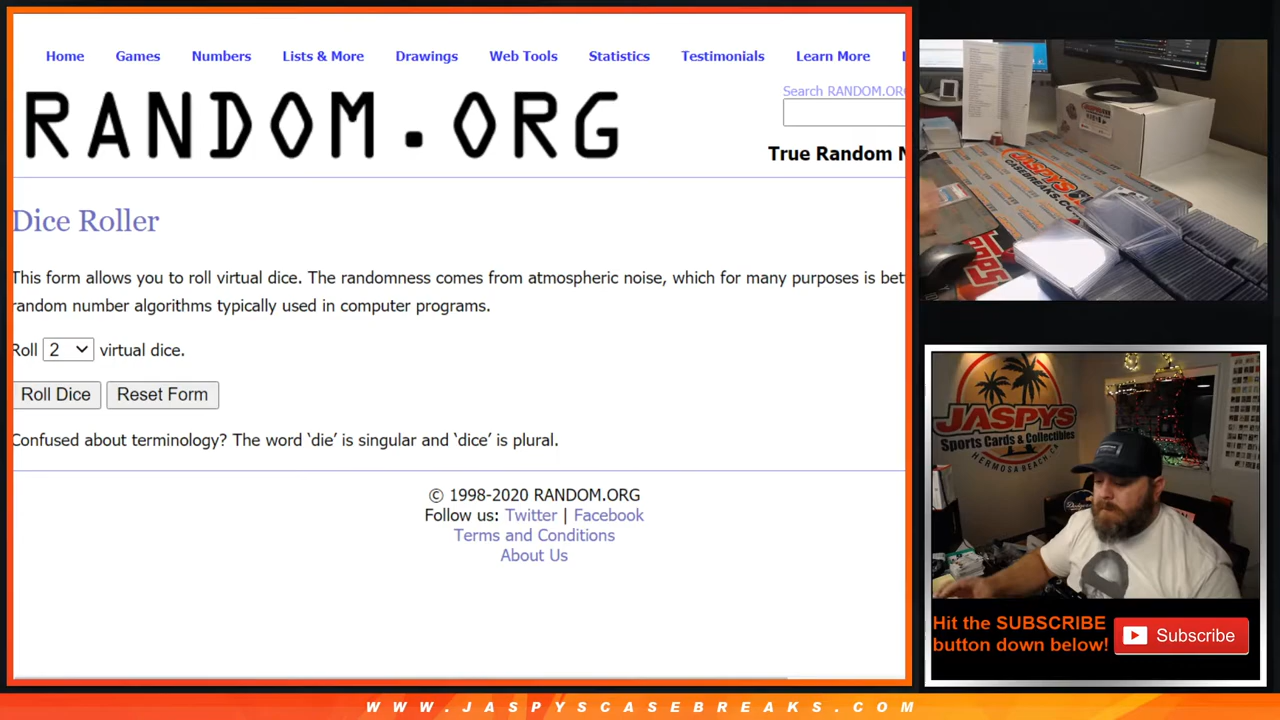 Home Games Numbers Lists & More Drawings Web Tools Statistics Testimonials Learn More
Search RANDOM.ORG
RANDOM.ORG
True Random N
Dice Roller
This form allows you to roll virtual dice. The randomness comes from atmospheric noise, which for many purposes is bet
random number algorithms typically used in computer programs.
Roll 2 virtual dice.
Roll Dice Reset Form
Confused about terminology? The word ‘die’ is singular and ‘dice’ is plural.
© 1998-2020 RANDOM.ORG
Follow us: Twitter | Facebook
Terms and Conditions
About Us
JASPYS
CASEBREAKS.CO
JASPYS
Sports Cards & Collectibles
HERMOSA BEACH, CA
Dodgers
Hit the SUBSCRIBE
button down below!
Subscribe
WWW.JASPYSCASEBREAKS.COM